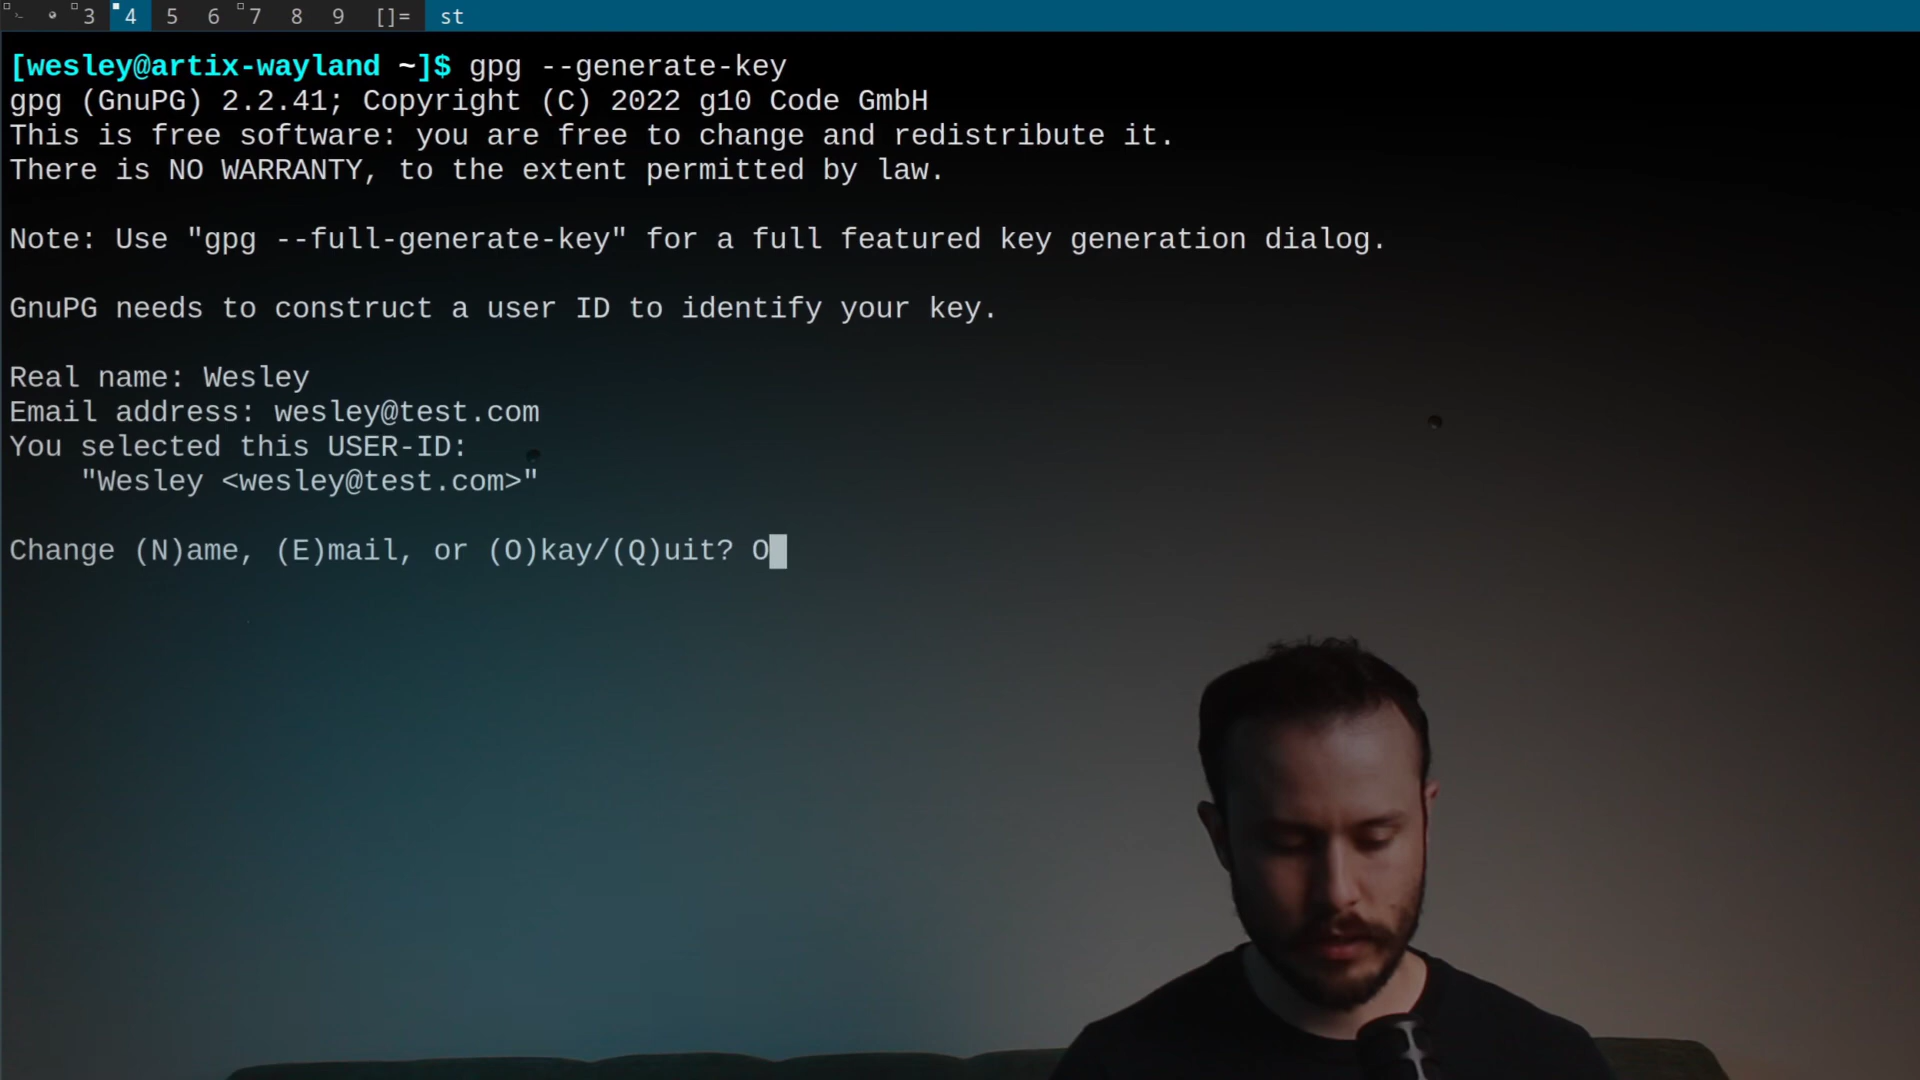 3 4 5 6 7 8 9 []= st
[wesley@artix-wayland ~]$ gpg --generate-key
gpg (GnuPG) 2.2.41; Copyright (C) 2022 g10 Code GmbH
This is free software: you are free to change and redistribute it.
There is NO WARRANTY, to the extent permitted by law.
Note: Use "gpg --full-generate-key" for a full featured key generation dialog.
GnuPG needs to construct a user ID to identify your key.
Real name: Wesley
Email address: wesley@test.com
You selected this USER-ID:
"Wesley <wesley@test.com>"
Change (N)ame, (E)mail, or (O)kay/(Q)uit? O